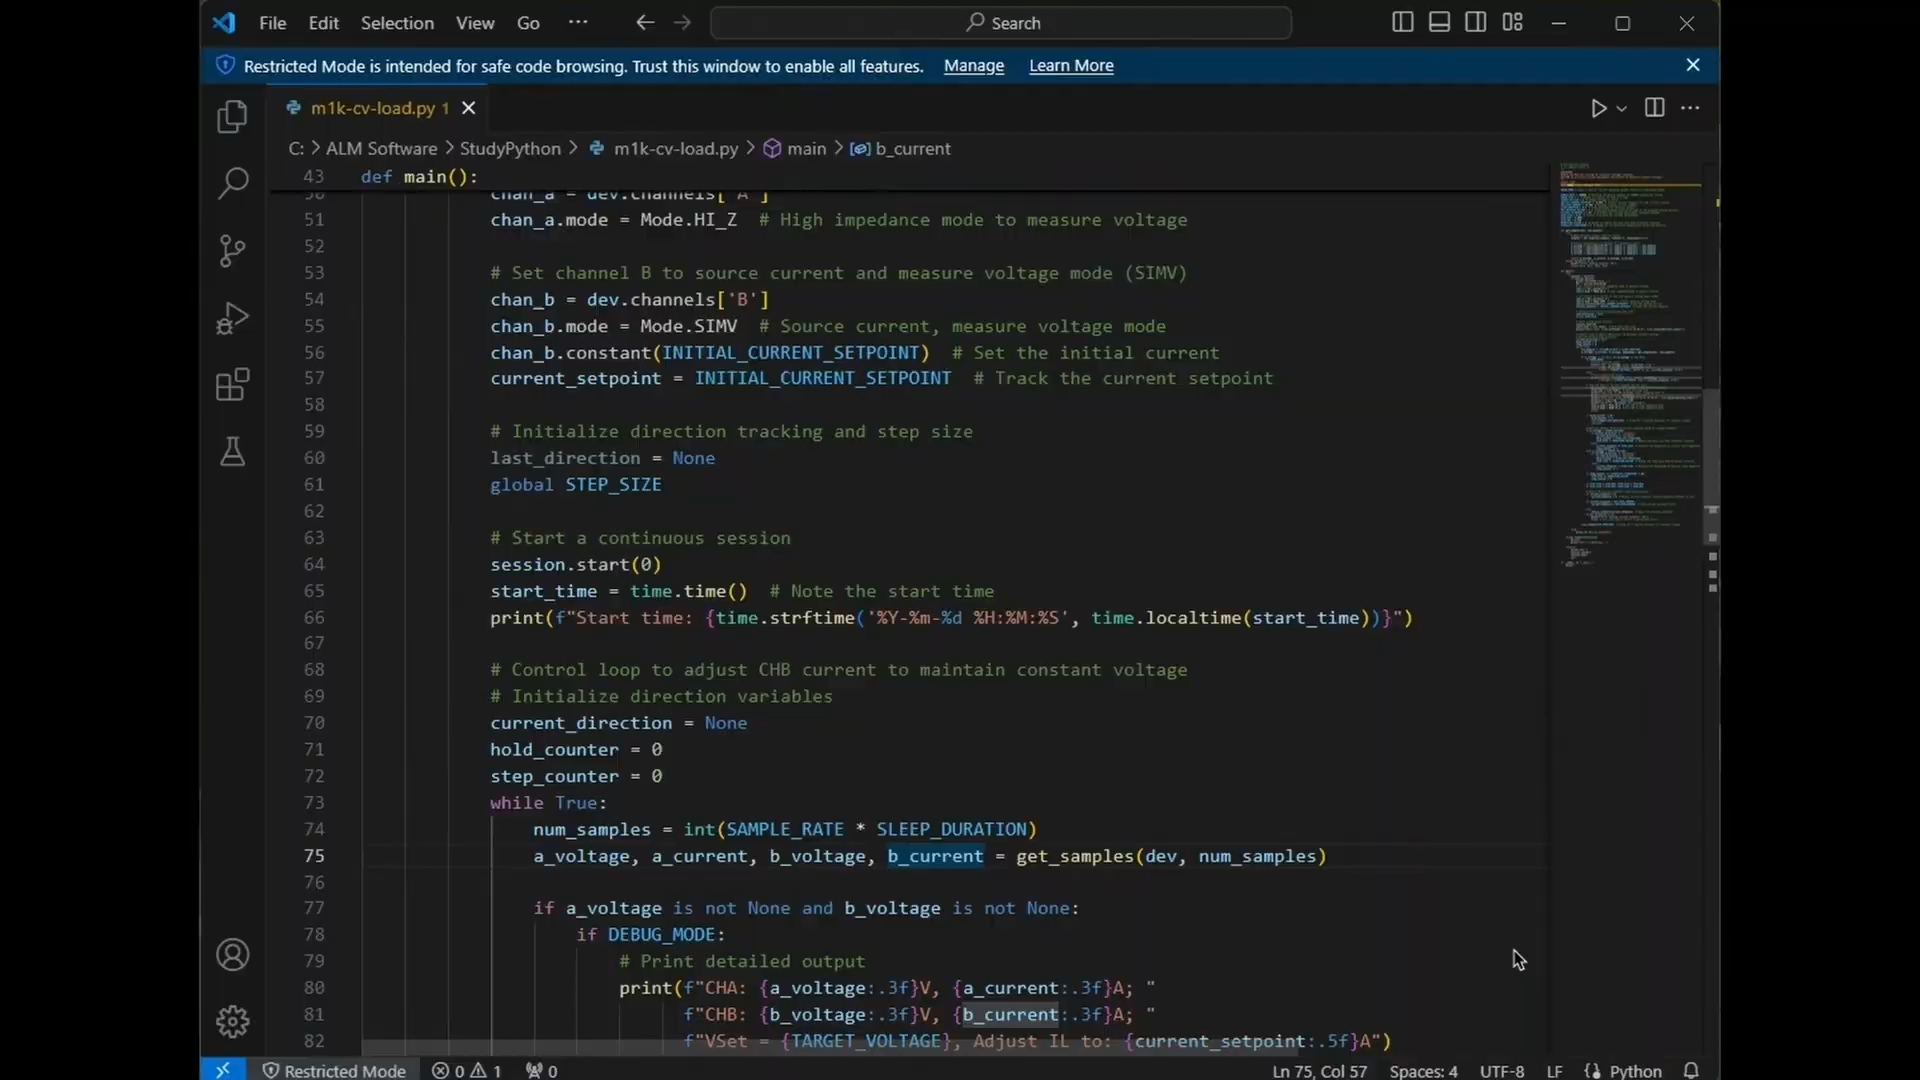 File Edit Selection View Go ··· Search
Restricted Mode is intended for safe code browsing. Trust this window to enable all features. Manage Learn More
m1k-cv-load.py 1
C: > ALM Software > StudyPython > m1k-cv-load.py > main > b_current
43 def main():
50 chan_a = dev.channels['A']
51 chan_a.mode = Mode.HI_Z # High impedance mode to measure voltage
52
53 # Set channel B to source current and measure voltage mode (SIMV)
54 chan_b = dev.channels['B']
55 chan_b.mode = Mode.SIMV # Source current, measure voltage mode
56 chan_b.constant(INITIAL_CURRENT_SETPOINT) # Set the initial current
57 current_setpoint = INITIAL_CURRENT_SETPOINT # Track the current setpoint
58
59 # Initialize direction tracking and step size
60 last_direction = None
61 global STEP_SIZE
62
63 # Start a continuous session
64 session.start(0)
65 start_time = time.time() # Note the start time
66 print(f"Start time: {time.strftime('%Y-%m-%d %H:%M:%S', time.localtime(start_time))}")
67
68 # Control loop to adjust CHB current to maintain constant voltage
69 # Initialize direction variables
70 current_direction = None
71 hold_counter = 0
72 step_counter = 0
73 while True:
74 num_samples = int(SAMPLE_RATE * SLEEP_DURATION)
75 a_voltage, a_current, b_voltage, b_current = get_samples(dev, num_samples)
76
77 if a_voltage is not None and b_voltage is not None:
78 if DEBUG_MODE:
79 # Print detailed output
80 print(f"CHA: {a_voltage:.3f}V, {a_current:.3f}A; "
81 f"CHB: {b_voltage:.3f}V, {b_current:.3f}A; "
82 f"VSet = {TARGET_VOLTAGE}, Adjust IL to: {current_setpoint:.5f}A")
Restricted Mode 0 1 0 Ln 75, Col 57 Spaces: 4 UTF-8 LF Python